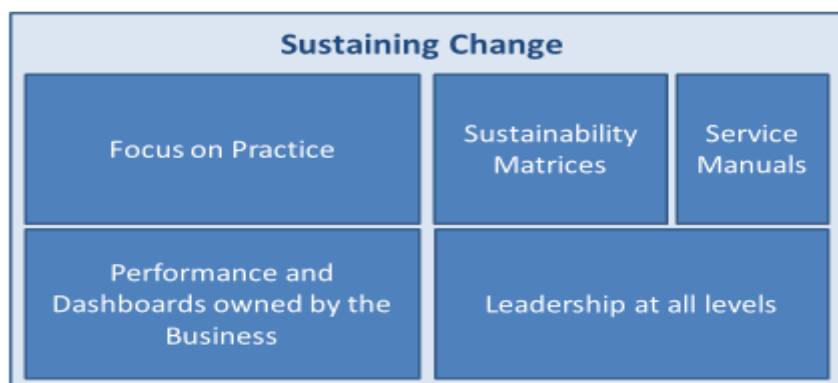 Sustaining Change
Focus on Practice
Sustainability
Matrices
Service
Manuals
Performance and
Dashboards owned by the
Business
Leadership at all levels